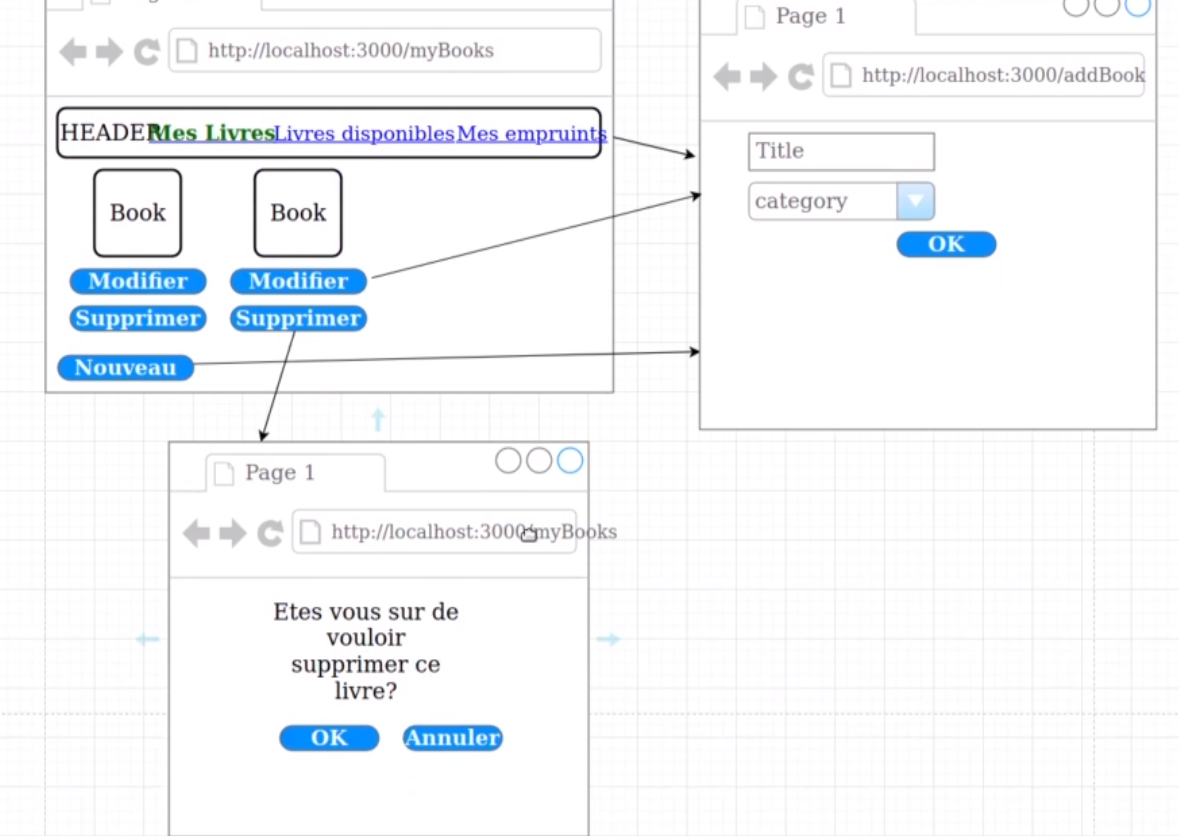 http://localhost:3000/myBooks
HEADER Mes Livres Livres disponibles Mes empruints
Book Book
Modifier Modifier
Supprimer Supprimer
Nouveau
Page 1
http://localhost:3000/addBook
Title
category
OK
Page 1
http://localhost:3000/myBooks
Etes vous sur de
vouloir
supprimer ce
livre?
OK Annuler